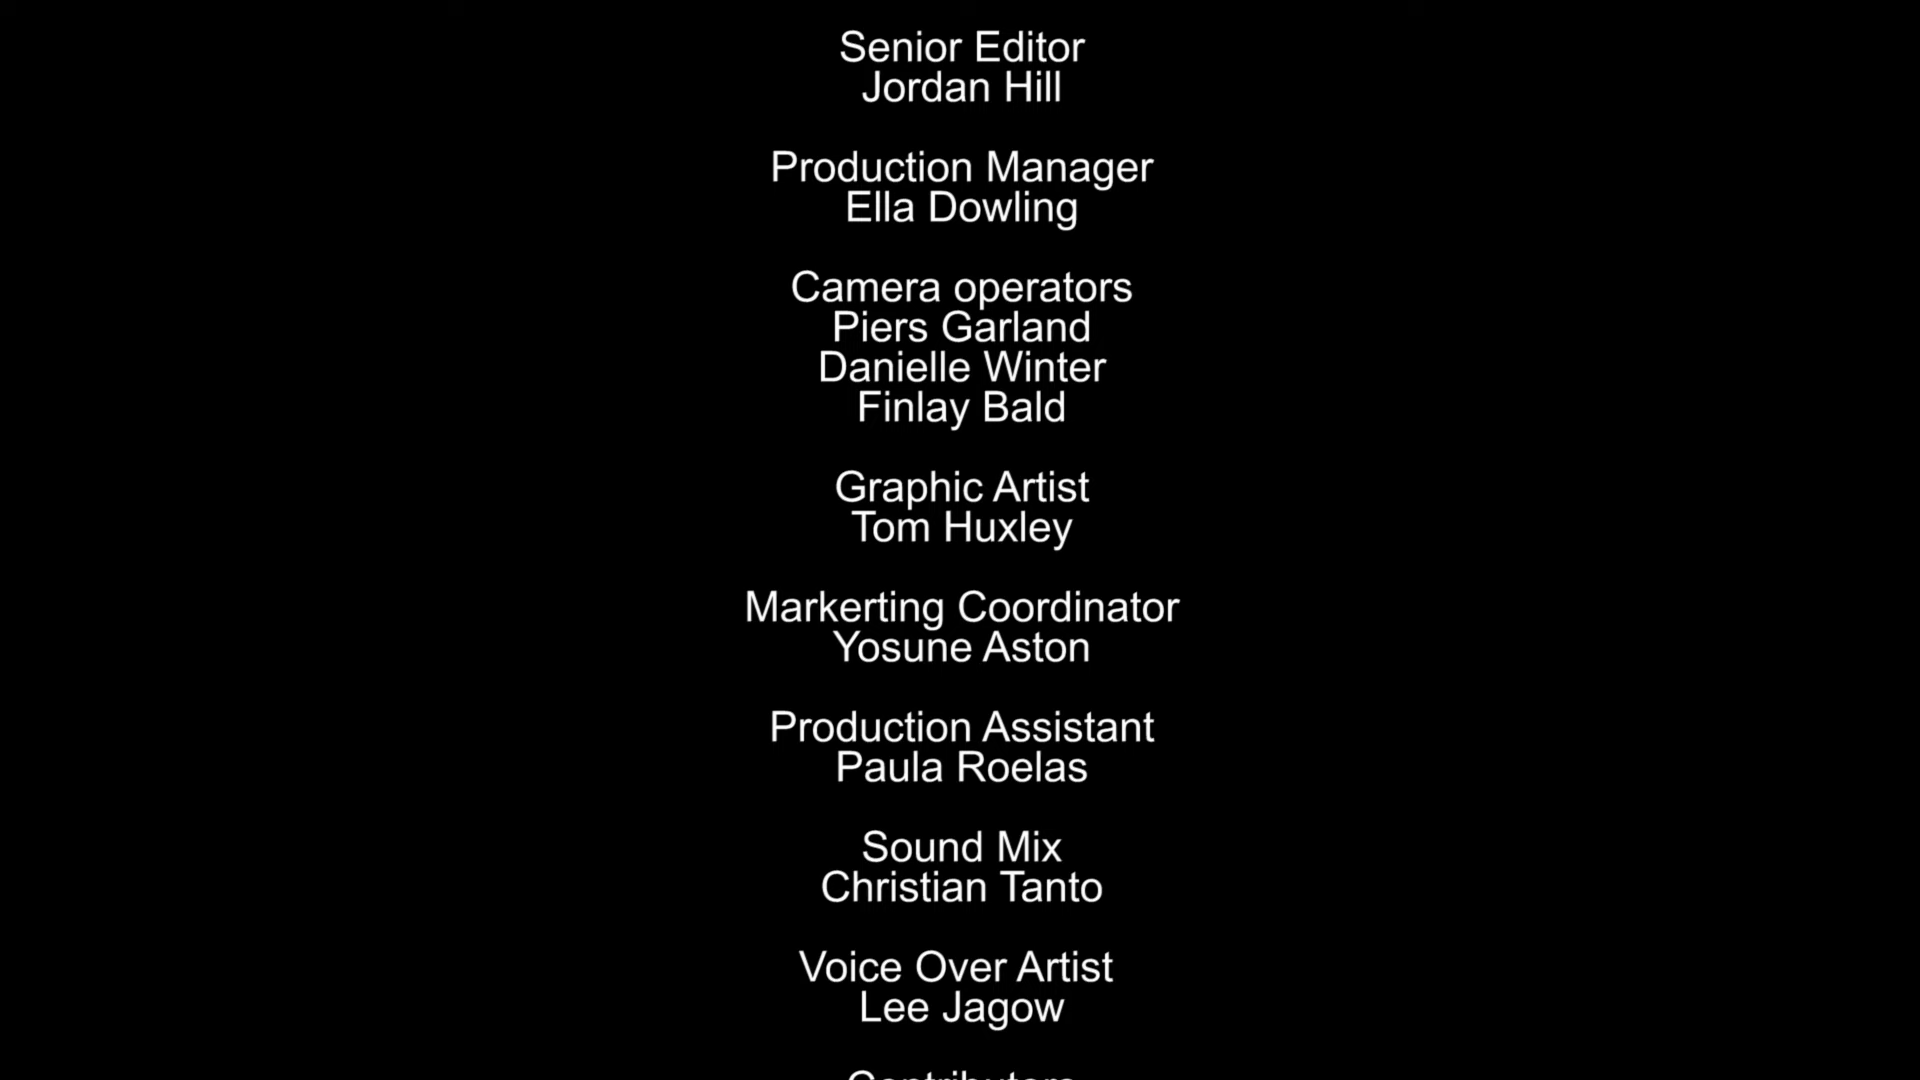 Senior Editor
Jordan Hill
Production Manager
Ella Dowling
Camera operators
Piers Garland
Danielle Winter
Finlay Bald
Graphic Artist
Tom Huxley
Markerting Coordinator
Yosune Aston
Production Assistant
Paula Roelas
Sound Mix
Christian Tanto
Voice Over Artist
Lee Jagow
Contributors